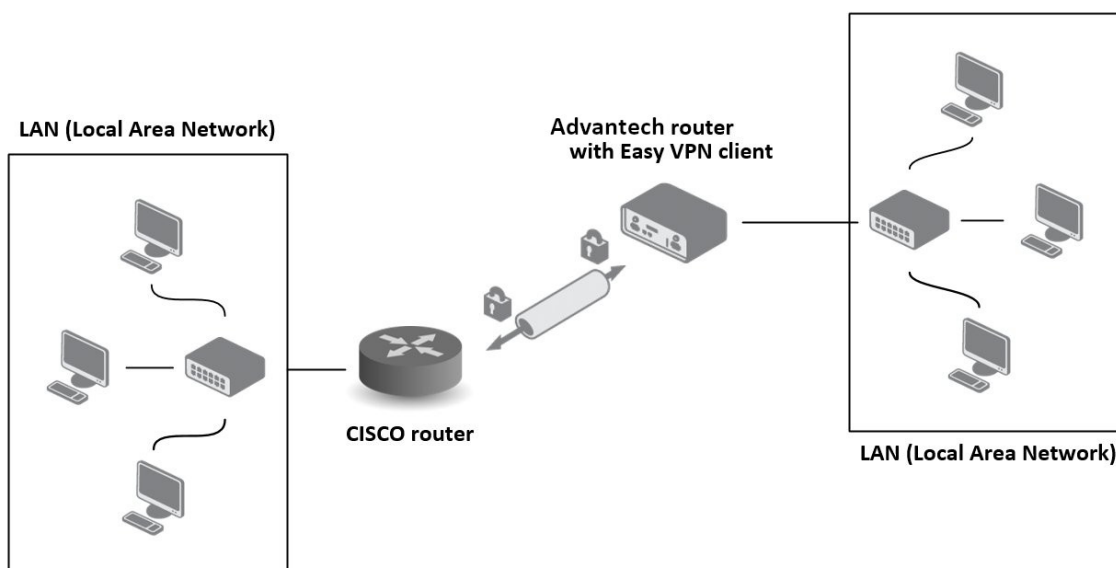 LAN (Local Area Network)
Advantech router
with Easy VPN client
CISCO router
LAN (Local Area Network)